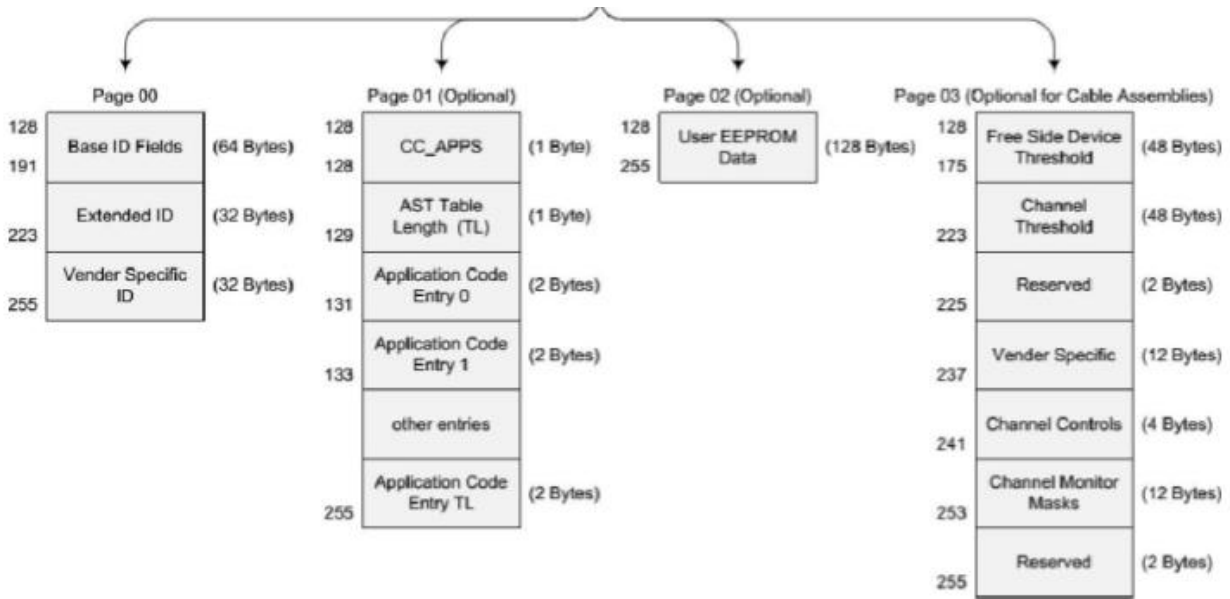 Page 00
128
Base ID Fields
(64 Bytes)
191
Extended ID
(32 Bytes)
223
Vender Specific
ID
(32 Bytes)
255
Page 01 (Optional)
128
CC_APPS
(1 Byte)
128
AST Table
Length (TL)
(1 Byte)
129
Application Code
Entry 0
(2 Bytes)
131
Application Code
Entry 1
(2 Bytes)
133
other entries
Application Code
Entry TL
(2 Bytes)
255
Page 02 (Optional)
128
User EEPROM
Data
(128 Bytes)
255
Page 03 (Optional for Cable Assemblies)
128
Free Side Device
Threshold
(48 Bytes)
175
Channel
Threshold
(48 Bytes)
223
Reserved
(2 Bytes)
225
Vender Specific
(12 Bytes)
237
Channel Controls
(4 Bytes)
241
Channel Monitor
Masks
(12 Bytes)
253
Reserved
(2 Bytes)
255